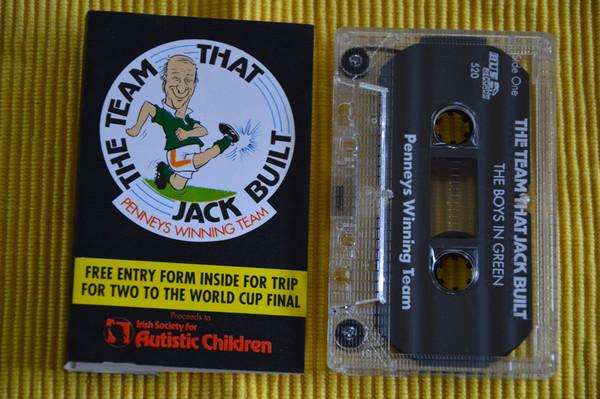 THE TEAM THAT
JACK BUILT
PENNEYS WINNING TEAM
FREE ENTRY FORM INSIDE FOR TRIP
FOR TWO TO THE WORLD CUP FINAL
Proceeds to
Irish Society for
Autistic Children
Side One
RECORDS
S20
THE TEAM THAT JACK BUILT
THE BOYS IN GREEN
Penneys Winning Team